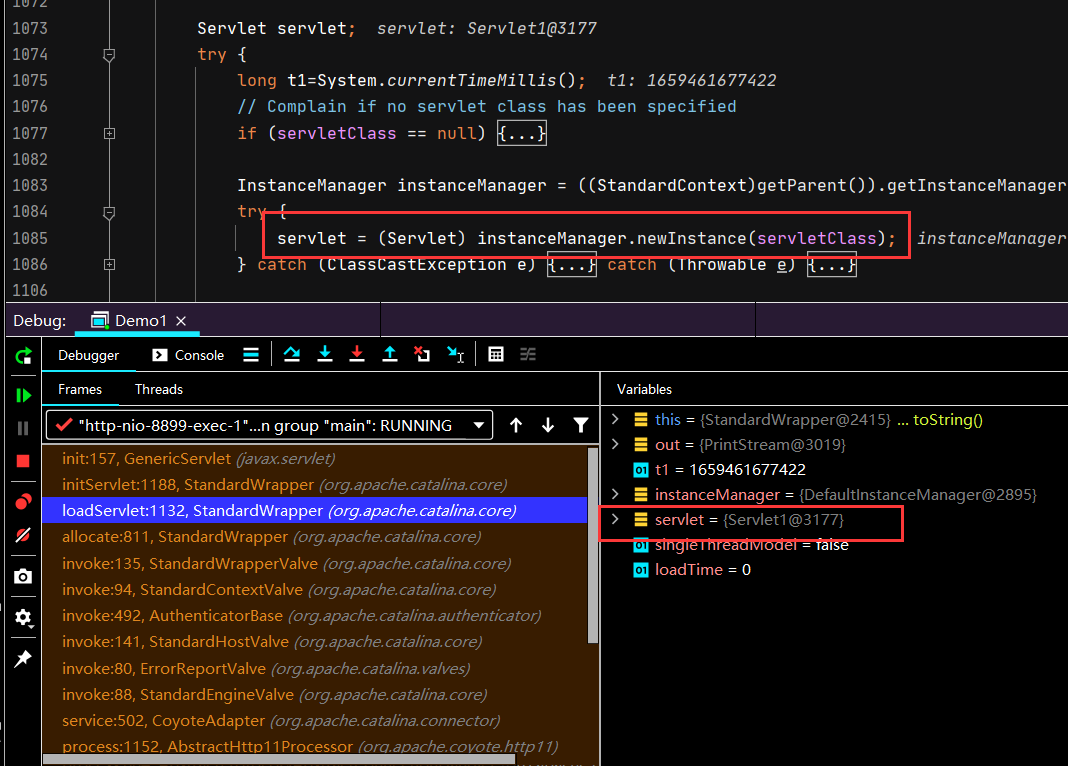 1072
1073 Servlet servlet; servlet: Servlet1@3177
1074 try {
1075 long t1=System.currentTimeMillis(); t1: 1659461677422
1076 // Complain if no servlet class has been specified
1077 if (servletClass == null) {...}
1082
1083 InstanceManager instanceManager = ((StandardContext)getParent()).getInstanceManager
1084 try {
1085 servlet = (Servlet) instanceManager.newInstance(servletClass); instanceManager
1086 } catch (ClassCastException e) {...} catch (Throwable e) {...}
1106
Debug: Demo1
Debugger Console
Frames Threads
"http-nio-8899-exec-1"...n group "main": RUNNING
init:157, GenericServlet (javax.servlet)
initServlet:1188, StandardWrapper (org.apache.catalina.core)
loadServlet:1132, StandardWrapper (org.apache.catalina.core)
allocate:811, StandardWrapper (org.apache.catalina.core)
invoke:135, StandardWrapperValve (org.apache.catalina.core)
invoke:94, StandardContextValve (org.apache.catalina.core)
invoke:492, AuthenticatorBase (org.apache.catalina.authenticator)
invoke:141, StandardHostValve (org.apache.catalina.core)
invoke:80, ErrorReportValve (org.apache.catalina.valves)
invoke:88, StandardEngineValve (org.apache.catalina.core)
service:502, CoyoteAdapter (org.apache.catalina.connector)
process:1152, AbstractHttp11Processor (org.apache.coyote.http11)
Variables
this = {StandardWrapper@2415} ... toString()
out = {PrintStream@3019}
01 t1 = 1659461677422
instanceManager = {DefaultInstanceManager@2895}
servlet = {Servlet1@3177}
01 singleThreadModel = false
01 loadTime = 0